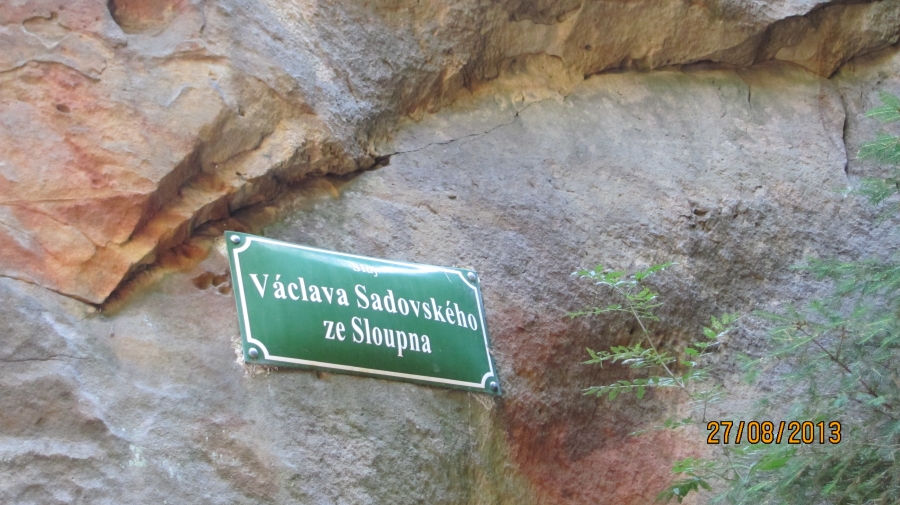 Václava Sadovského
ze Sloupna
27/08/2013